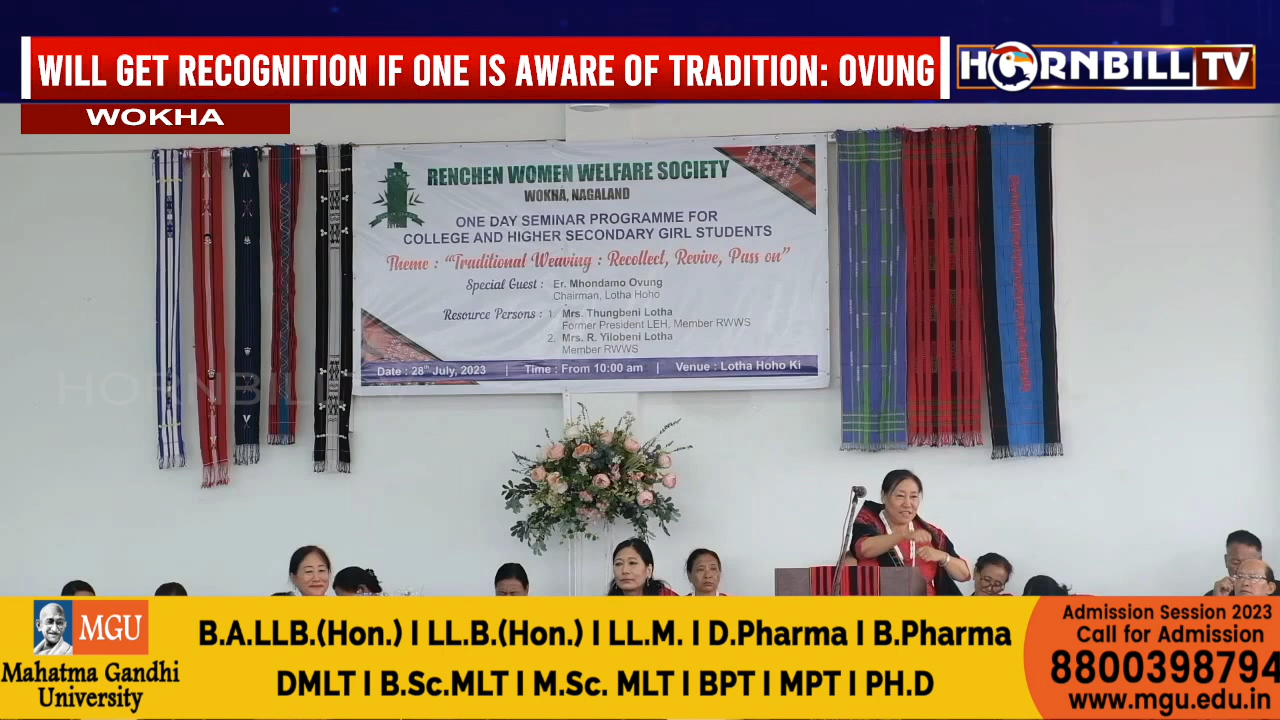 WILL GET RECOGNITION IF ONE IS AWARE OF TRADITION: OVUNG
HORNBILL TV
WOKHA
RENCHEN WOMEN WELFARE SOCIETY
WOKHA, NAGALAND
ONE DAY SEMINAR PROGRAMME FOR
COLLEGE AND HIGHER SECONDARY GIRL STUDENTS
Theme : "Traditional Weaving : Recollect, Revive, Pass on"
Special Guest : Er. Mhondamo Ovung
Chairman, Lotha Hoho
Resource Persons : 1. Mrs. Thungbeni Lotha
Former President LEH, Member RWWS
2. Mrs. R. Yilobeni Lotha
Member RWWS
Date : 28th July, 2023 | Time : From 10:00 am | Venue : Lotha Hoho Ki
HORNBILL TV
MGU
Mahatma Gandhi
University
B.A.LL.B.(Hon.) I LL.B.(Hon.) I LL.M. I D.Pharma I B.Pharma
DMLT I B.Sc.MLT I M.Sc. MLT I BPT I MPT I PH.D
Admission Session 2023
Call for Admission
8800398794
www.mgu.edu.in